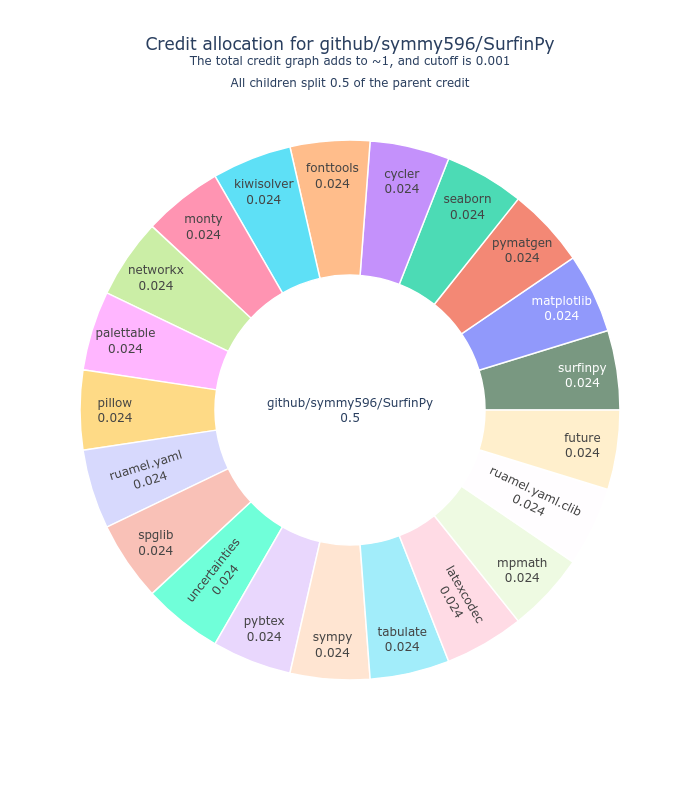 Credit allocation for github/symmy596/SurfinPy
The total credit graph adds to ~1, and cutoff is 0.001
All children split 0.5 of the parent credit
github/symmy596/SurfinPy
0.5
surfinpy
0.024
matplotlib
0.024
pymatgen
0.024
seaborn
0.024
cycler
0.024
fonttools
0.024
kiwisolver
0.024
monty
0.024
networkx
0.024
palettable
0.024
pillow
0.024
ruamel.yaml
0.024
spglib
0.024
uncertainties
0.024
pybtex
0.024
sympy
0.024
tabulate
0.024
latexcodec
0.024
mpmath
0.024
ruamel.yaml.clib
0.024
future
0.024